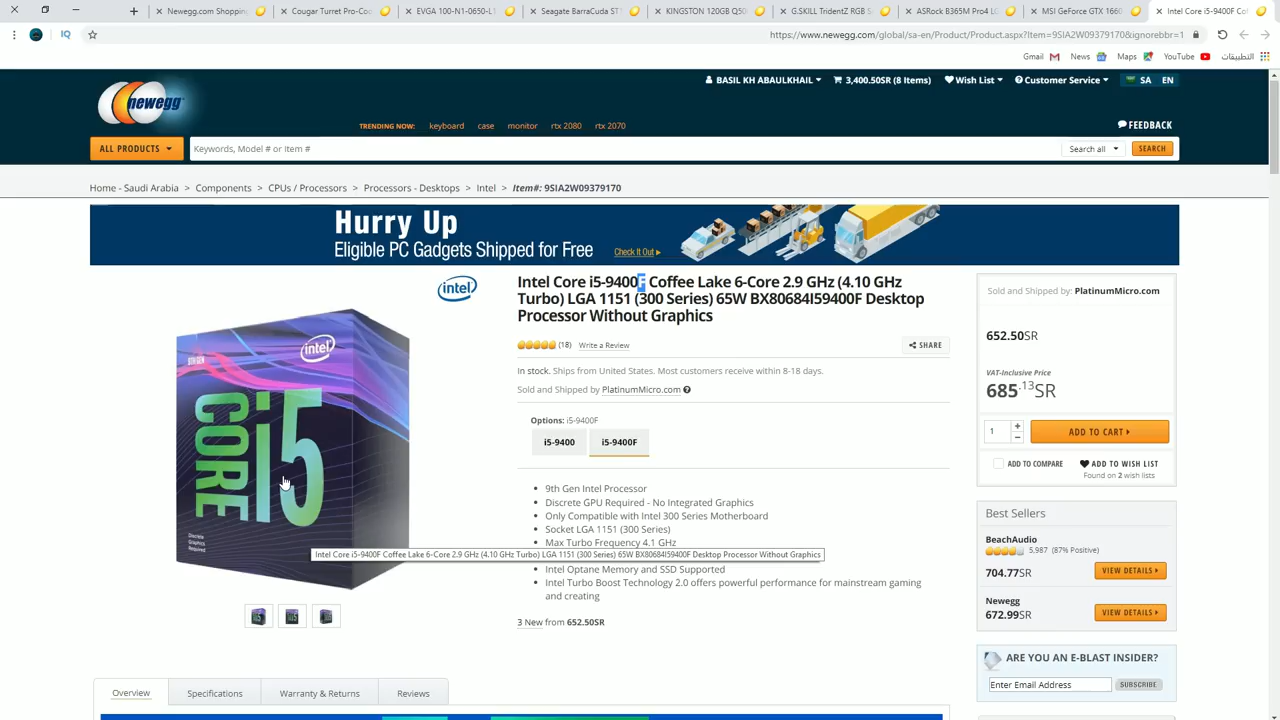 Newegg.com Shoppin
Cougar Turret Pro-Coo
EVGA 100-N1-0650-L1
Seagate BarraCuda ST
KINGSTON 120GB Q50
G.SKILL TridentZ RGB S
ASRock B365M Pro4 LG
MSI GeForce GTX 1660
Intel Core i5-9400F Cof
IQ
https://www.newegg.com/global/sa-en/Product/Product.aspx?Item=9SIA2W09379170&ignorebbr=1
Gmail
News
Maps
YouTube
التطبيقات
newegg
BASIL KH ABAULKHAIL
3,400.50SR (8 Items)
Wish List
Customer Service
SA EN
TRENDING NOW: keyboard case monitor rtx 2080 rtx 2070
FEEDBACK
ALL PRODUCTS
Keywords, Model # or Item #
Search all
SEARCH
Home - Saudi Arabia > Components > CPUs / Processors > Processors - Desktops > Intel > Item#: 9SIA2W09379170
Hurry Up
Eligible PC Gadgets Shipped for Free
Check It Out
intel
Intel Core i5-9400F Coffee Lake 6-Core 2.9 GHz (4.10 GHz
Turbo) LGA 1151 (300 Series) 65W BX80684I59400F Desktop
Processor Without Graphics
(18) Write a Review
SHARE
In stock. Ships from United States. Most customers receive within 8-18 days.
Sold and Shipped by PlatinumMicro.com
Options: i5-9400F
i5-9400
i5-9400F
9th Gen Intel Processor
Discrete GPU Required - No Integrated Graphics
Only Compatible with Intel 300 Series Motherboard
Socket LGA 1151 (300 Series)
Max Turbo Frequency 4.1 GHz
Intel Core i5-9400F Coffee Lake 6-Core 2.9 GHz (4.10 GHz Turbo) LGA 1151 (300 Series) 65W BX80684I59400F Desktop Processor Without Graphics
Intel Optane Memory and SSD Supported
Intel Turbo Boost Technology 2.0 offers powerful performance for mainstream gaming
and creating
3 New from 652.50SR
intel
CORE
i5
Discrete
Graphics
Required
Sold and Shipped by: PlatinumMicro.com
652.50SR
VAT-Inclusive Price
685.13SR
1
+
−
ADD TO CART
ADD TO COMPARE
ADD TO WISH LIST
Found on 2 wish lists
Best Sellers
BeachAudio
5,987 (87% Positive)
704.77SR
VIEW DETAILS
Newegg
672.99SR
VIEW DETAILS
ARE YOU AN E-BLAST INSIDER?
Enter Email Address
SUBSCRIBE
Overview
Specifications
Warranty & Returns
Reviews